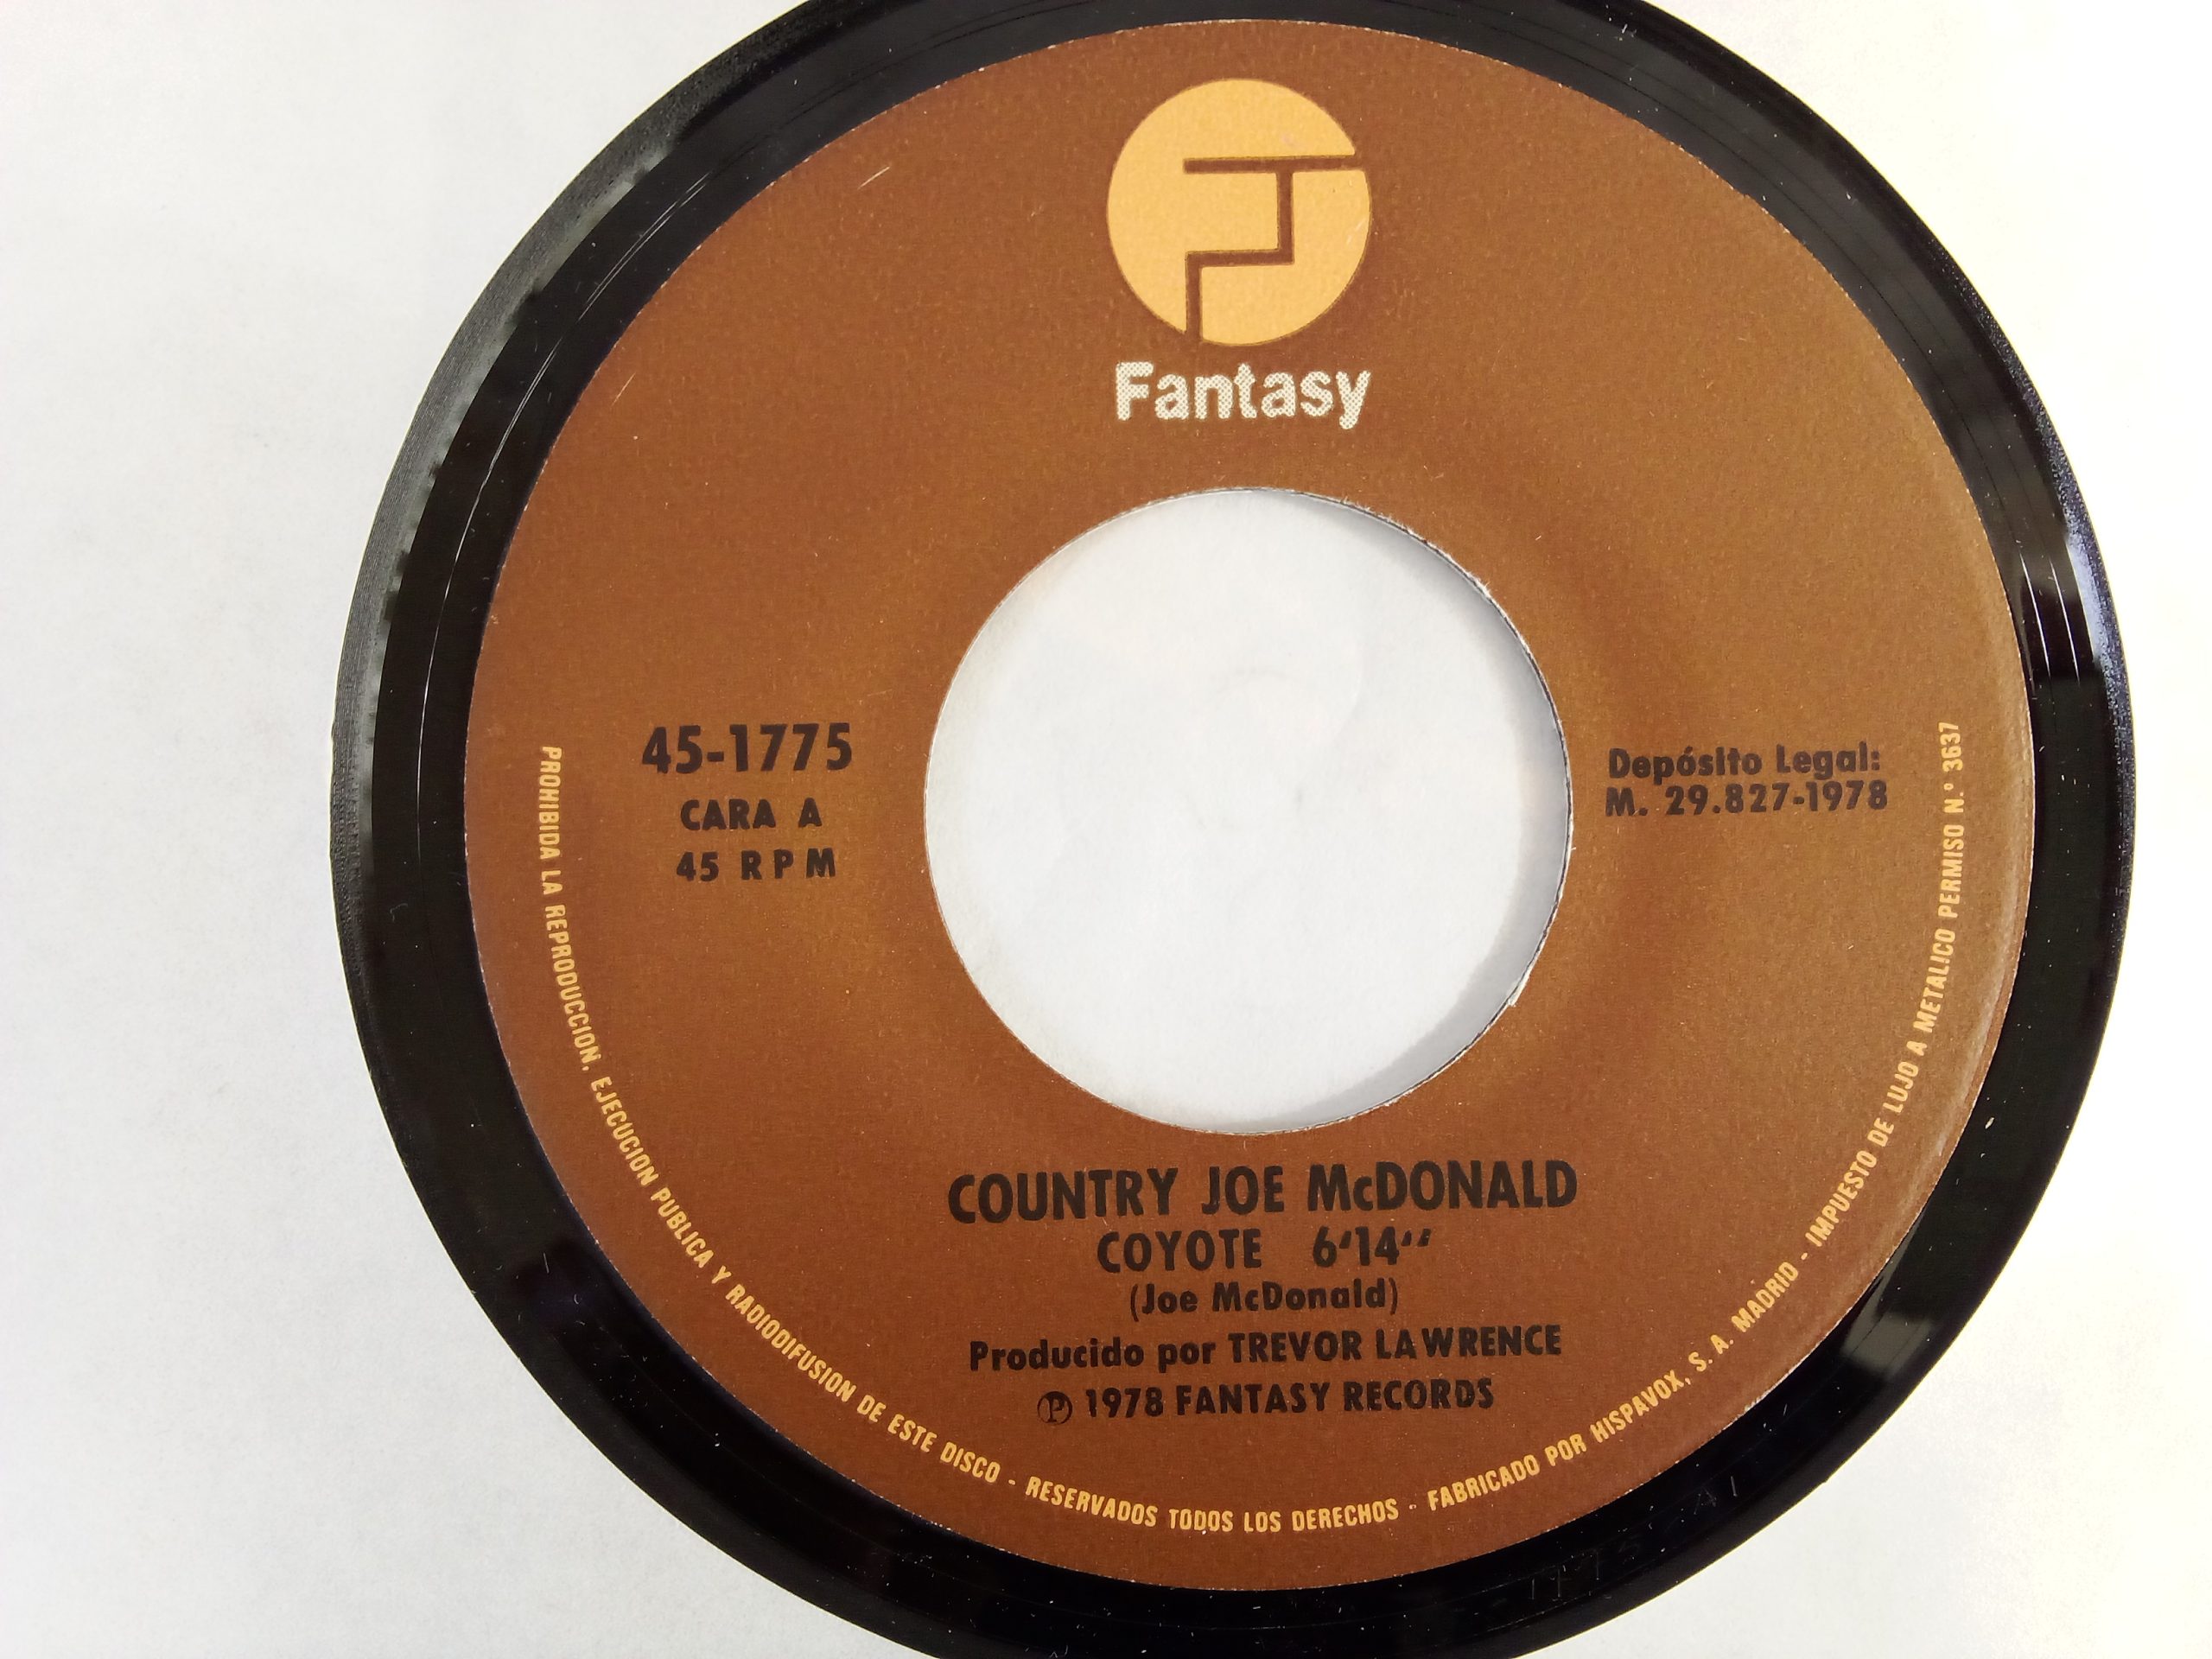 Fantasy
45-1775
CARA A
45 RPM
Depósito Legal:
M. 29.827-1978
COUNTRY JOE McDONALD
COYOTE 6'14"
(Joe McDonald)
Producido por TREVOR LAWRENCE
Ⓟ 1978 FANTASY RECORDS
PROHIBIDA LA REPRODUCCION, EJECUCION PUBLICA Y RADIODIFUSION DE ESTE DISCO - RESERVADOS TODOS LOS DERECHOS - FABRICADO POR HISPAVOX, S. A. MADRID - IMPUESTO DE LUJO A METALICO PERMISO N.º 3637